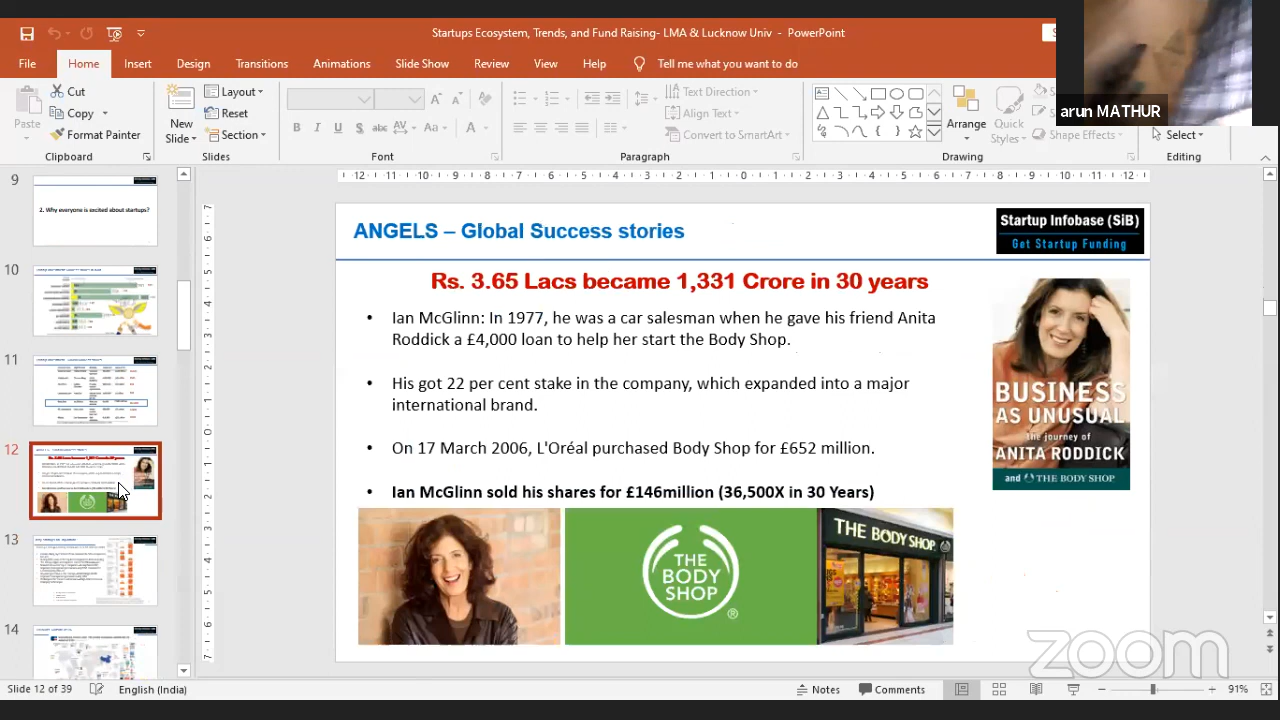 Startups Ecosystem, Trends, and Fund Raising- LMA & Lucknow Univ - PowerPoint
File Home Insert Design Transitions Animations Slide Show Review View Help Tell me what you want to do
arun MATHUR
Paste
Cut
Copy
Format Painter
Clipboard
New
Slide
Layout
Reset
Section
Slides
Font
Text Direction
Align Text
Convert to SmartArt
Paragraph
Arrange
Quick
Styles
Shape Effects
Drawing
Select
Editing
9
2. Why everyone is excited about startups?
10
11
12
13
14
ANGELS – Global Success stories
Startup Infobase (SiB)
Get Startup Funding
Rs. 3.65 Lacs became 1,331 Crore in 30 years
• Ian McGlinn: In 1977, he was a car salesman when he gave his friend Anita
Roddick a £4,000 loan to help her start the Body Shop.
• His got 22 per cent stake in the company, which expanded into a major
international brand.
• On 17 March 2006, L'Oréal purchased Body Shop for £652 million.
• Ian McGlinn sold his shares for £146million (36,500X in 30 Years)
BUSINESS
AS UNUSUAL
the journey of
ANITA RODDICK
and THE BODY SHOP
THE
BODY
SHOP
®
THE BODY SHOP
zoom
Slide 12 of 39 English (India) Notes Comments 91%